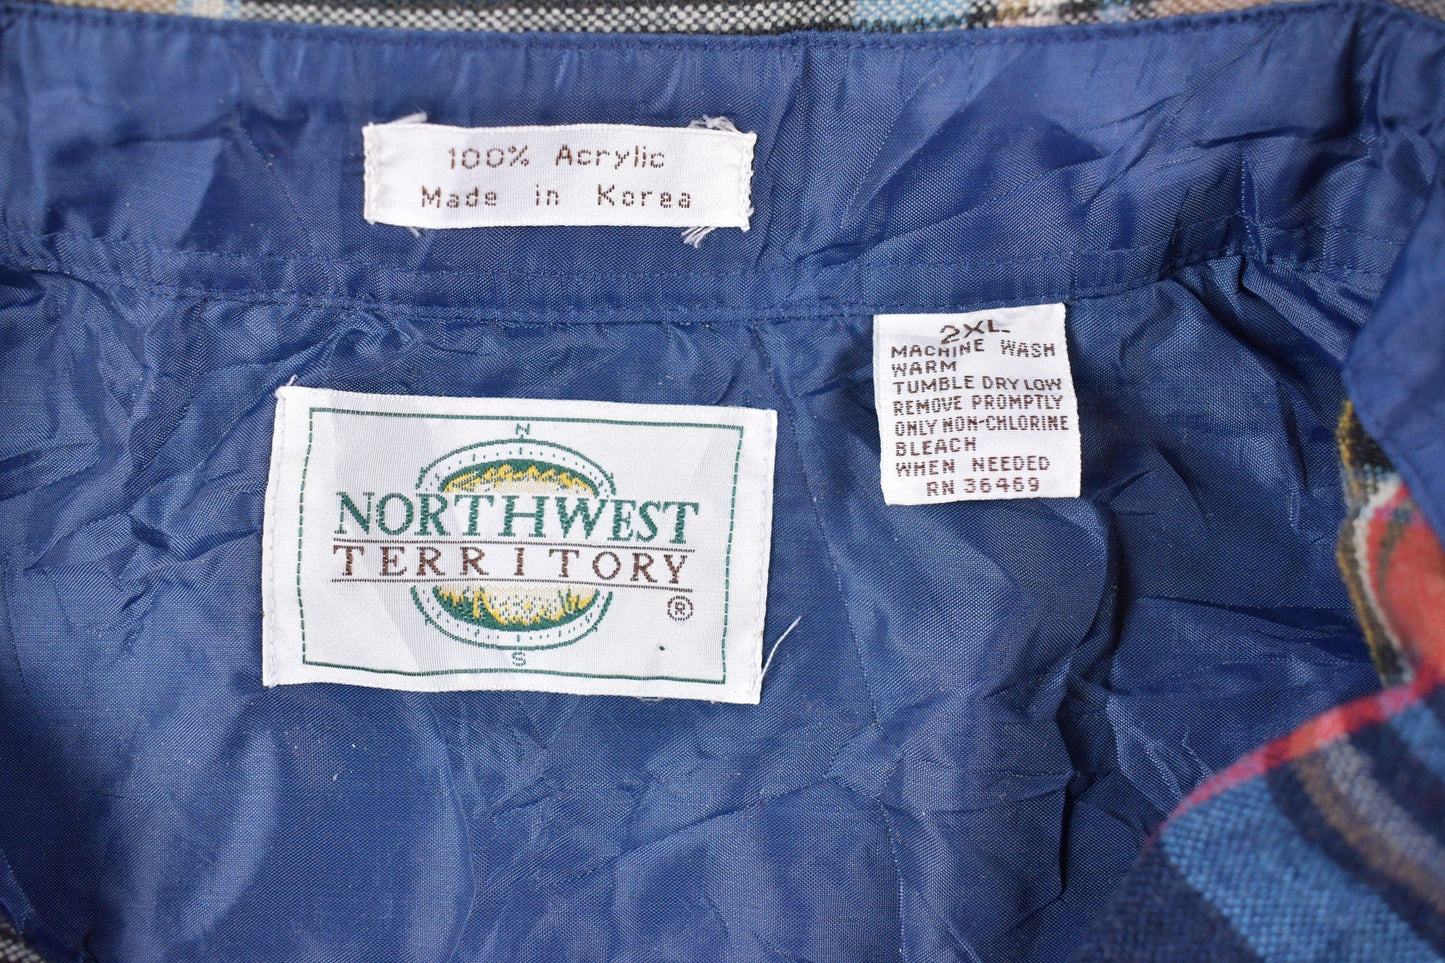 100% Acrylic
Made in Korea
2XL
MACHINE WASH
WARM
TUMBLE DRY LOW
REMOVE PROMPTLY
ONLY NON-CHLORINE
BLEACH
WHEN NEEDED
RN 36469
N
NORTHWEST
TERRITORY
®
S